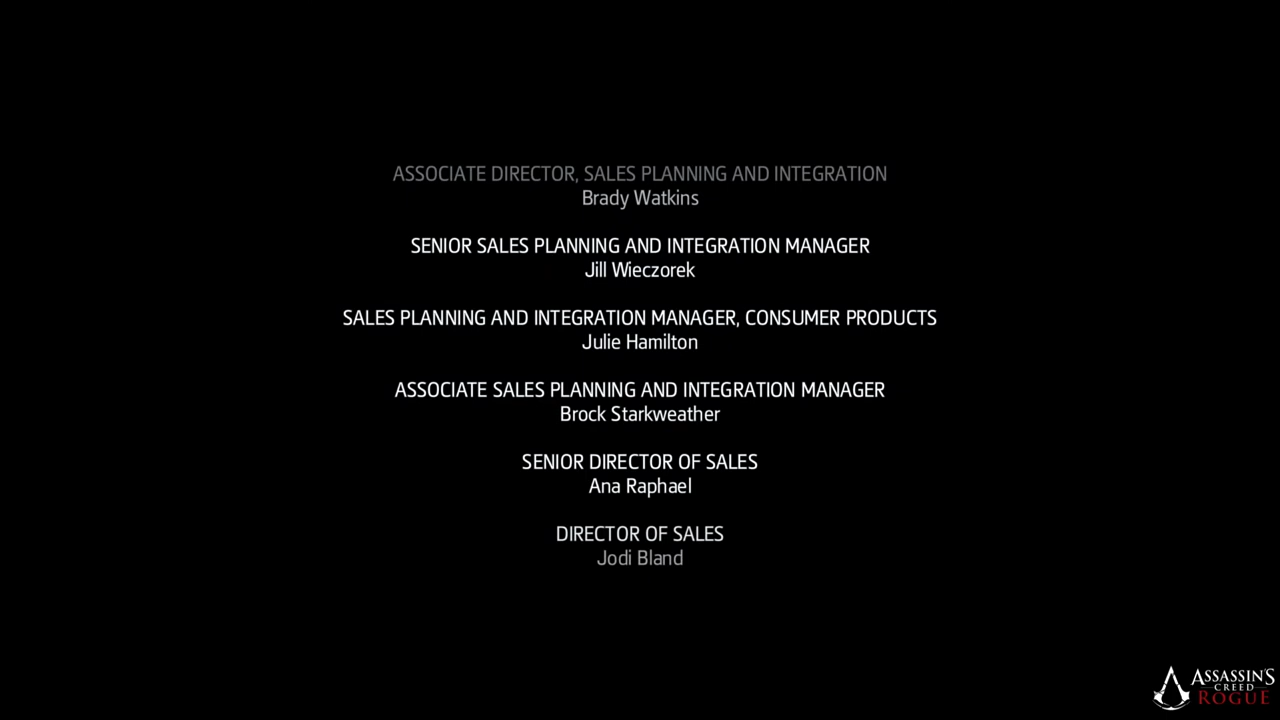 ASSOCIATE DIRECTOR, SALES PLANNING AND INTEGRATION
Brady Watkins
SENIOR SALES PLANNING AND INTEGRATION MANAGER
Jill Wieczorek
SALES PLANNING AND INTEGRATION MANAGER, CONSUMER PRODUCTS
Julie Hamilton
ASSOCIATE SALES PLANNING AND INTEGRATION MANAGER
Brock Starkweather
SENIOR DIRECTOR OF SALES
Ana Raphael
DIRECTOR OF SALES
Jodi Bland
ASSASSIN'S
CREED
ROGUE